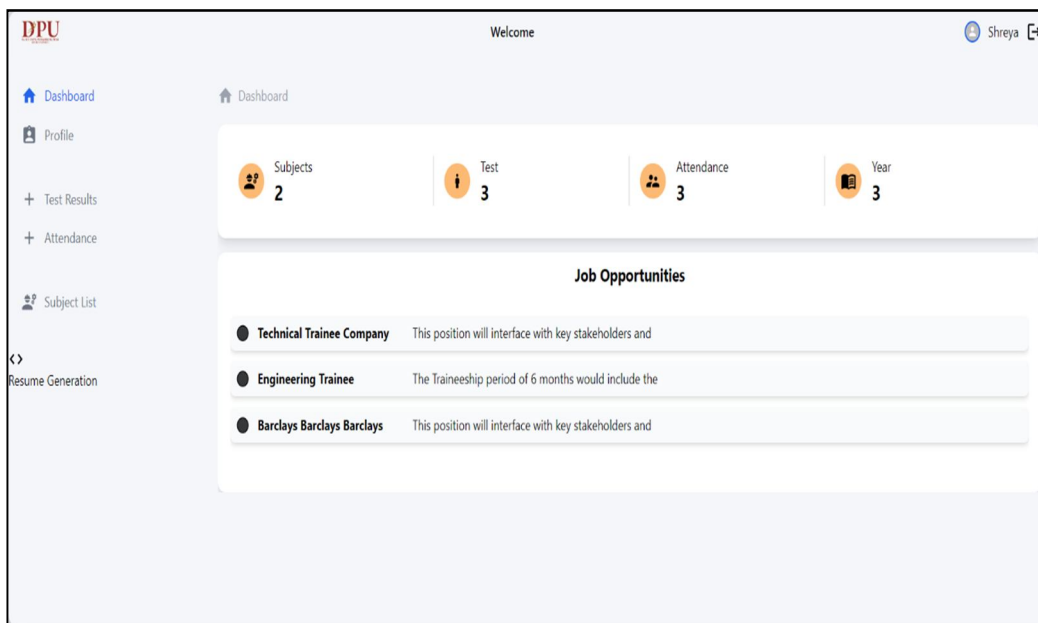 DPU
Welcome
Shreya
Dashboard
Profile
Test Results
Attendance
Subject List
Resume Generation
Dashboard
Subjects
2
Test
3
Attendance
3
Year
3
Job Opportunities
Technical Trainee Company This position will interface with key stakeholders and
Engineering Trainee The Traineeship period of 6 months would include the
Barclays Barclays Barclays This position will interface with key stakeholders and